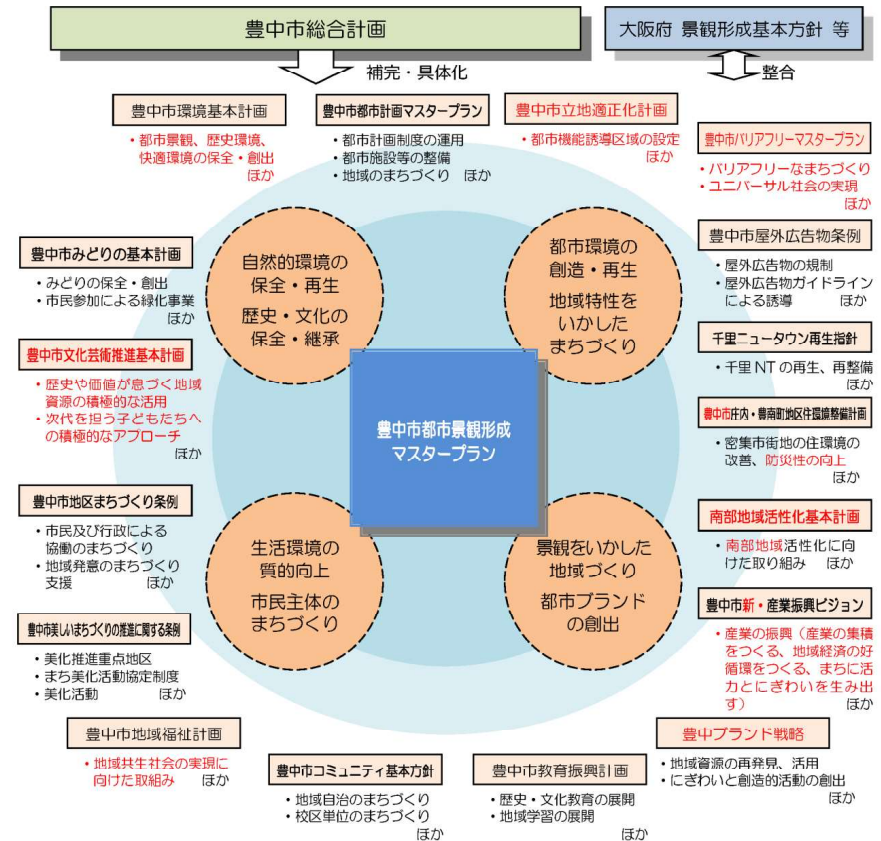 豊中市総合計画
大阪府 景観形成基本方針 等
補完・具体化
整合
豊中市環境基本計画
・都市景観、歴史環境、
快適環境の保全・創出
ほか
豊中市都市計画マスタープラン
・都市計画制度の運用
・都市施設等の整備
・地域のまちづくり ほか
豊中市立地適正化計画
・都市機能誘導区域の設定
ほか
豊中市バリアフリーマスタープラン
・バリアフリーなまちづくり
・ユニバーサル社会の実現
ほか
豊中市みどりの基本計画
・みどりの保全・創出
・市民参加による緑化事業
ほか
豊中市文化芸術推進基本計画
・歴史や価値が息づく地域
資源の積極的な活用
・次代を担う子どもたちへ
の積極的なアプローチ
ほか
豊中市地区まちづくり条例
・市民及び行政による
協働のまちづくり
・地域発意のまちづくり
支援 ほか
豊中市美しいまちづくりの推進に関する条例
・美化推進重点地区
・まち美化活動協定制度
・美化活動 ほか
豊中市地域福祉計画
・地域共生社会の実現に
向けた取組み ほか
自然的環境の
保全・再生
歴史・文化の
保全・継承
都市環境の
創造・再生
地域特性を
いかした
まちづくり
豊中市都市景観形成
マスタープラン
生活環境の
質的向上
市民主体の
まちづくり
景観をいかした
地域づくり
都市ブランド
の創出
豊中市屋外広告物条例
・屋外広告物の規制
・屋外広告物ガイドライン
による誘導 ほか
千里ニュータウン再生指針
・千里NTの再生、再整備
ほか
豊中市庄内・豊南町地区住環境整備計画
・密集市街地の住環境の
改善、防災性の向上
ほか
南部地域活性化基本計画
・南部地域活性化に向
けた取り組み ほか
豊中市新・産業振興ビジョン
・産業の振興（産業の集積
をつくる、地域経済の好
循環をつくる、まちに活
力とにぎわいを生み出
す） ほか
豊中ブランド戦略
・地域資源の再発見、活用
・にぎわいと創造的活動の創出
ほか
豊中市コミュニティ基本方針
・地域自治のまちづくり
・校区単位のまちづくり
ほか
豊中市教育振興計画
・歴史・文化教育の展開
・地域学習の展開
ほか